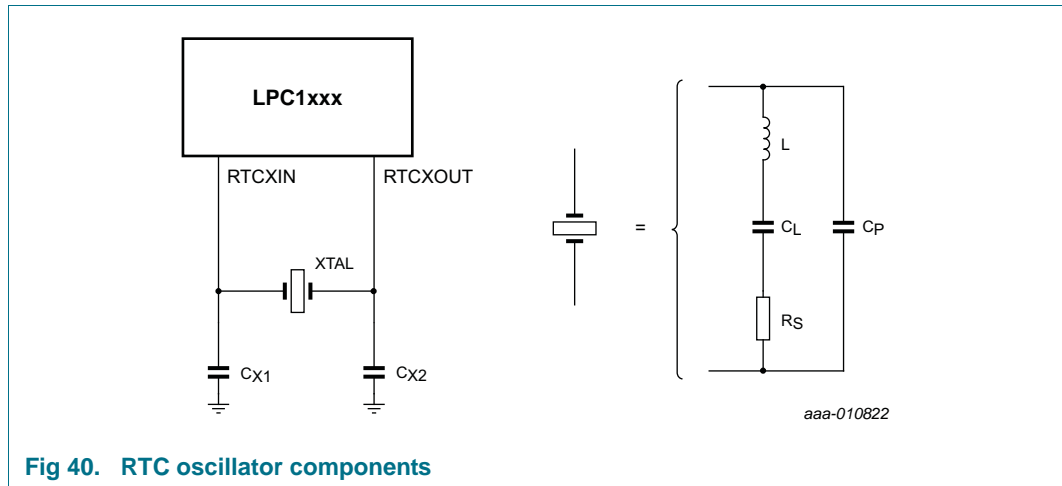 LPC1xxx
RTCXIN RTCXOUT
XTAL
CX1 CX2
=
L
CL CP
RS
aaa-010822
Fig 40. RTC oscillator components